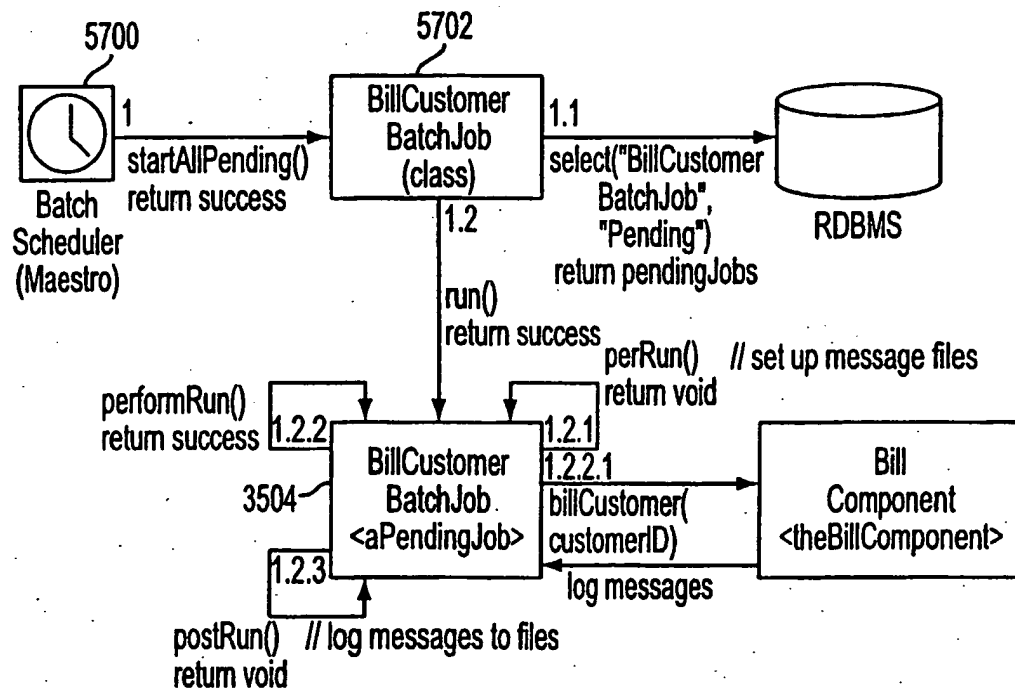 5700
5702
1
startAllPending()
return success
Batch
Scheduler
(Maestro)
BillCustomer
BatchJob
(class)
1.1
select("BillCustomer
BatchJob",
"Pending")
return pendingJobs
RDBMS
1.2
run()
return success
perRun() // set up message files
return void
performRun()
return success
1.2.2
1.2.1
3504
BillCustomer
BatchJob
<aPendingJob>
1.2.2.1
billCustomer(
customerID)
log messages
Bill
Component
<theBillComponent>
1.2.3
postRun() // log messages to files
return void